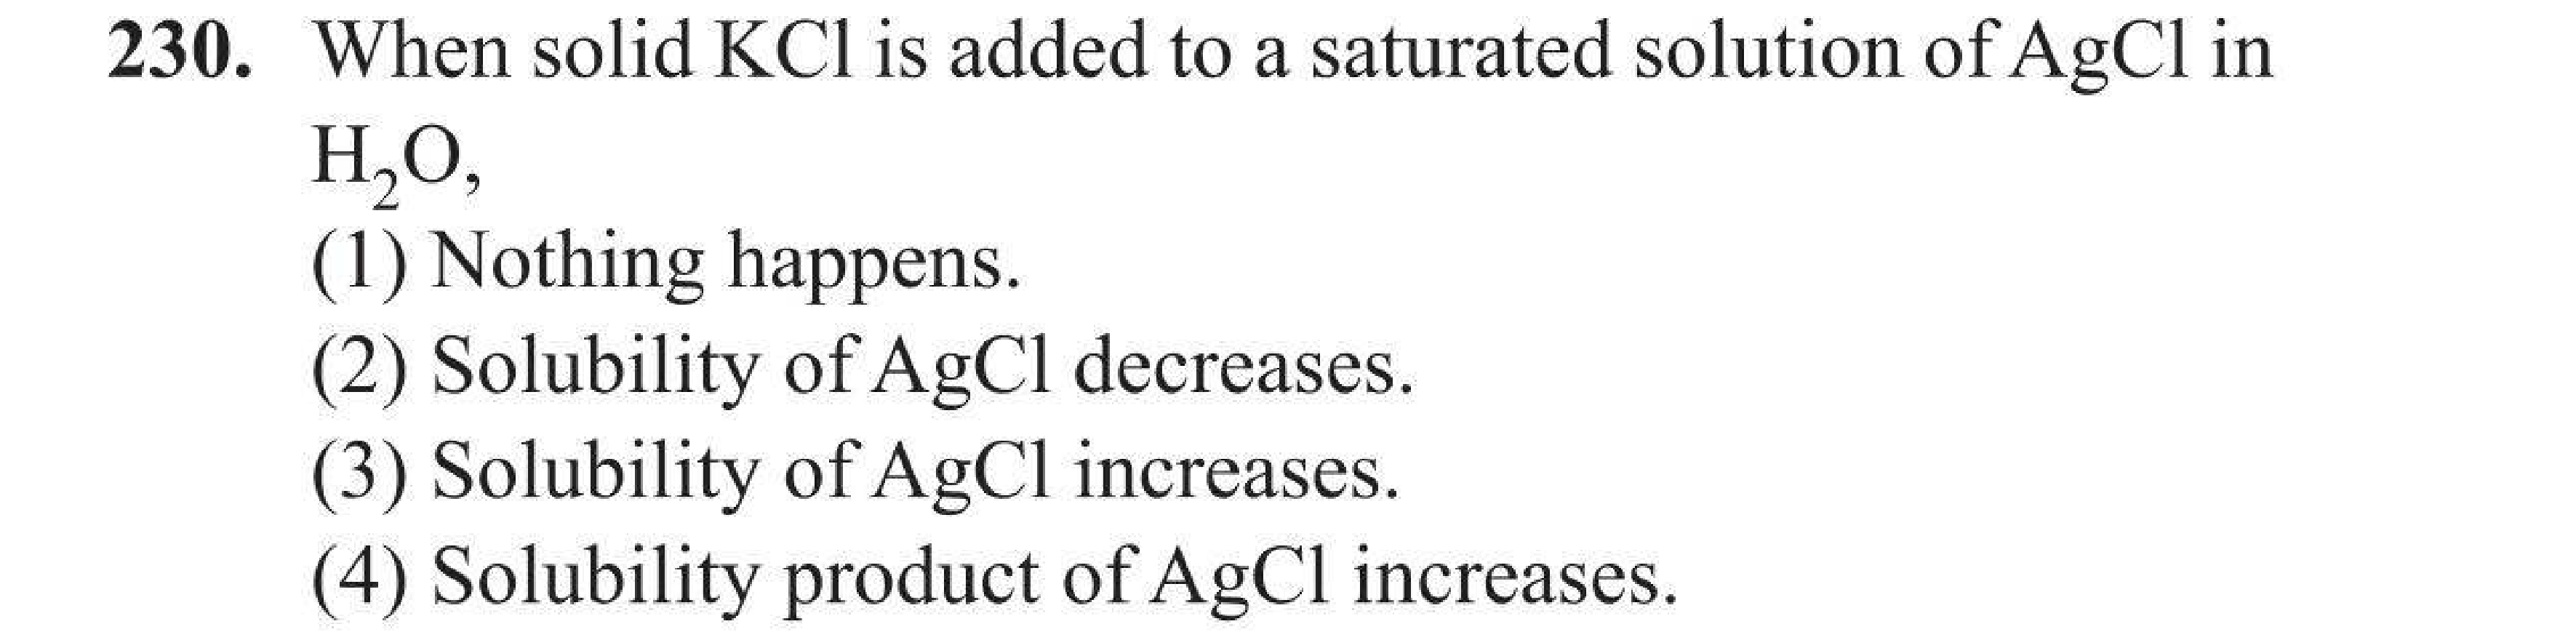 230. When solid KCl is added to a saturated solution of AgCl in
H₂O,
(1) Nothing happens.
(2) Solubility of AgCl decreases.
(3) Solubility of AgCl increases.
(4) Solubility product of AgCl increases.